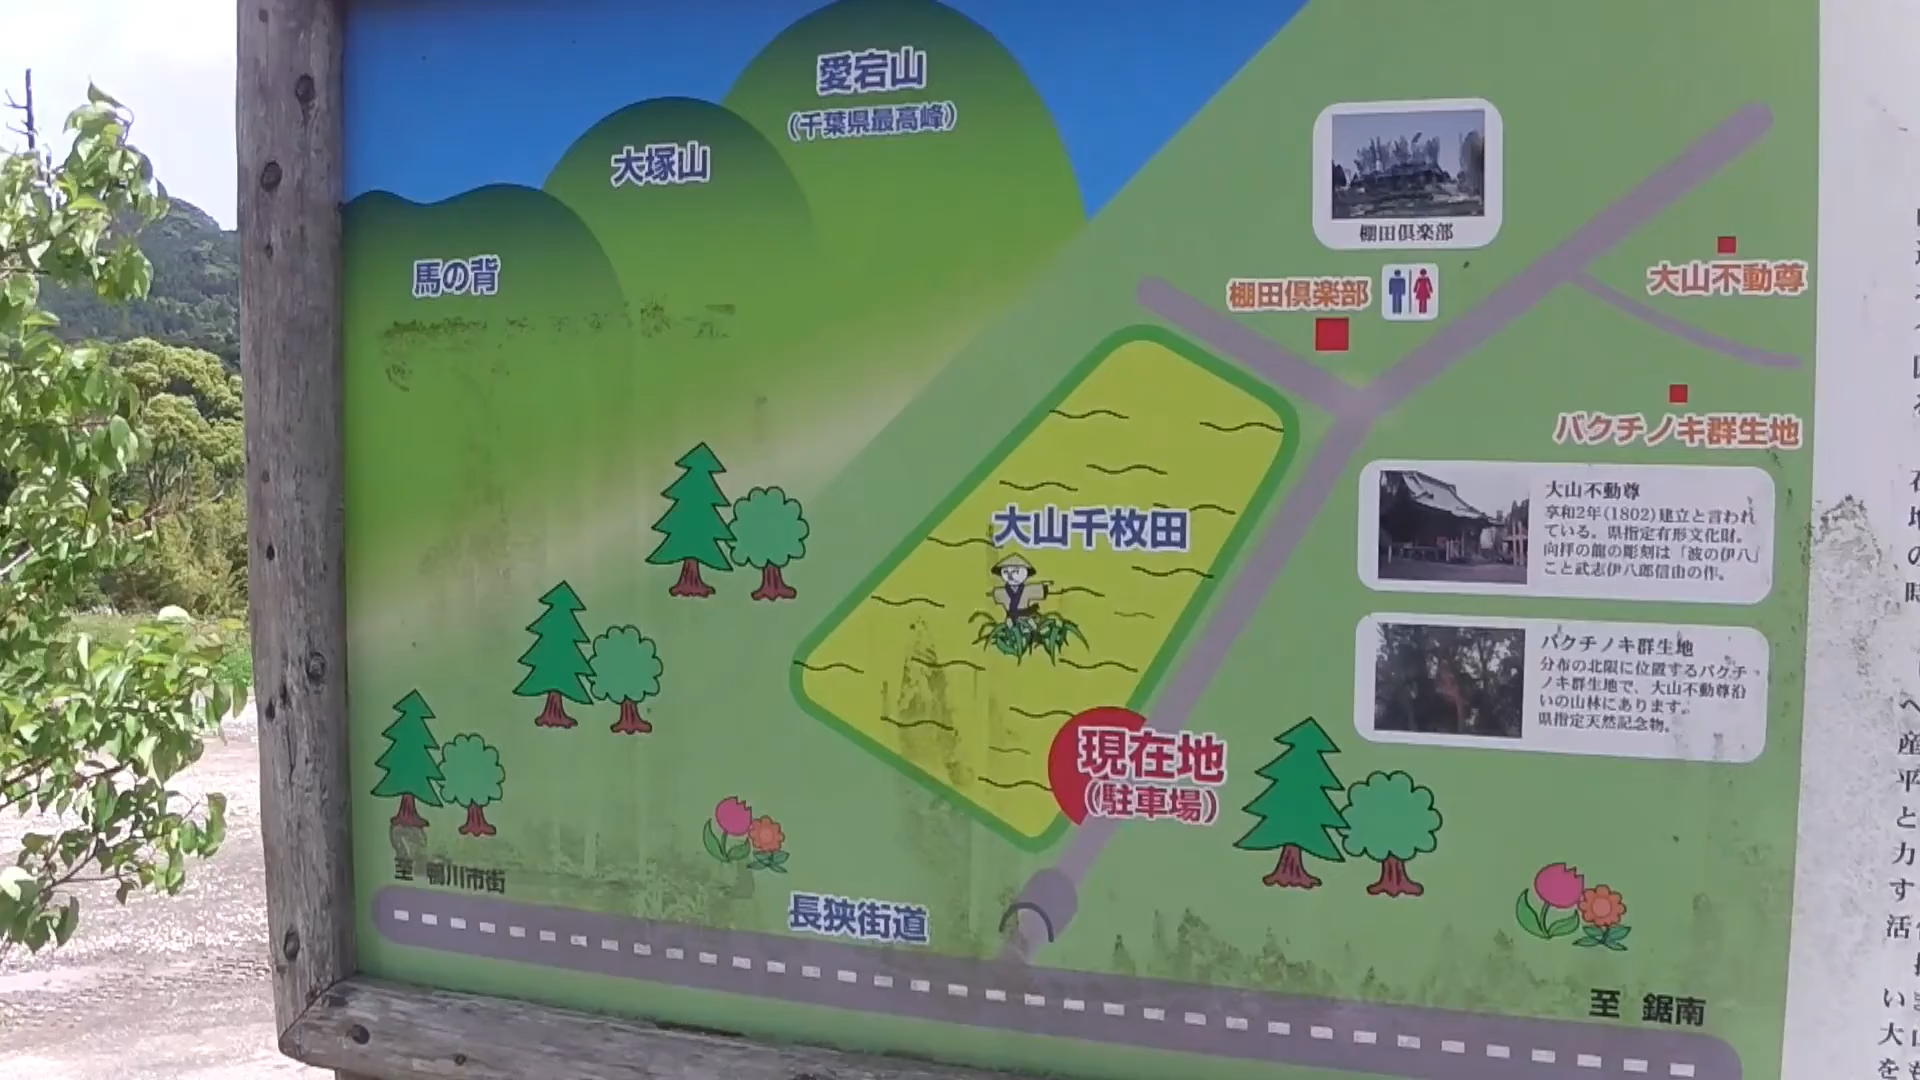 愛宕山
(千葉県最高峰)
大塚山
馬の背
棚田倶楽部
棚田倶楽部
大山不動尊
バクチノキ群生地
大山千枚田
大山不動尊
享和2年(1802)建立と言われ
ている。県指定有形文化財。
向拝の龍の彫刻は「波の伊八」
こと武志伊八郎信由の作。
バクチノキ群生地
分布の北限に位置するバクチ
ノキ群生地で、大山不動尊沿
いの山林にあります。
県指定天然記念物。
現在地
(駐車場)
至 鴨川市街
長狭街道
至 鋸南